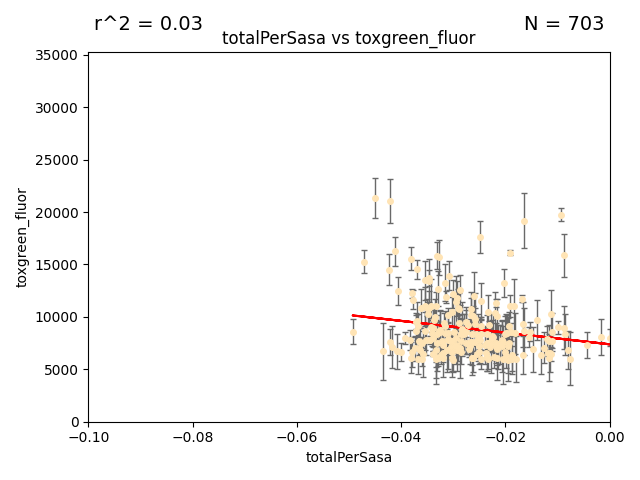 r^2 = 0.03
N = 703
totalPerSasa vs toxgreen_fluor
35000
30000
25000
20000
15000
10000
5000
0
toxgreen_fluor
−0.10
−0.08
−0.06
−0.04
−0.02
0.00
totalPerSasa